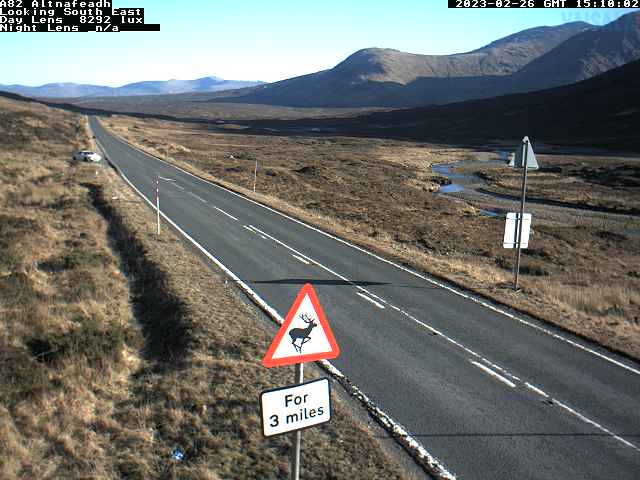 A82 Altnafeadh
Looking South East
Day Lens 8292 lux
Night Lens n/a
2023-02-26 GMT 15:10:02
VAISALA
For
3 miles